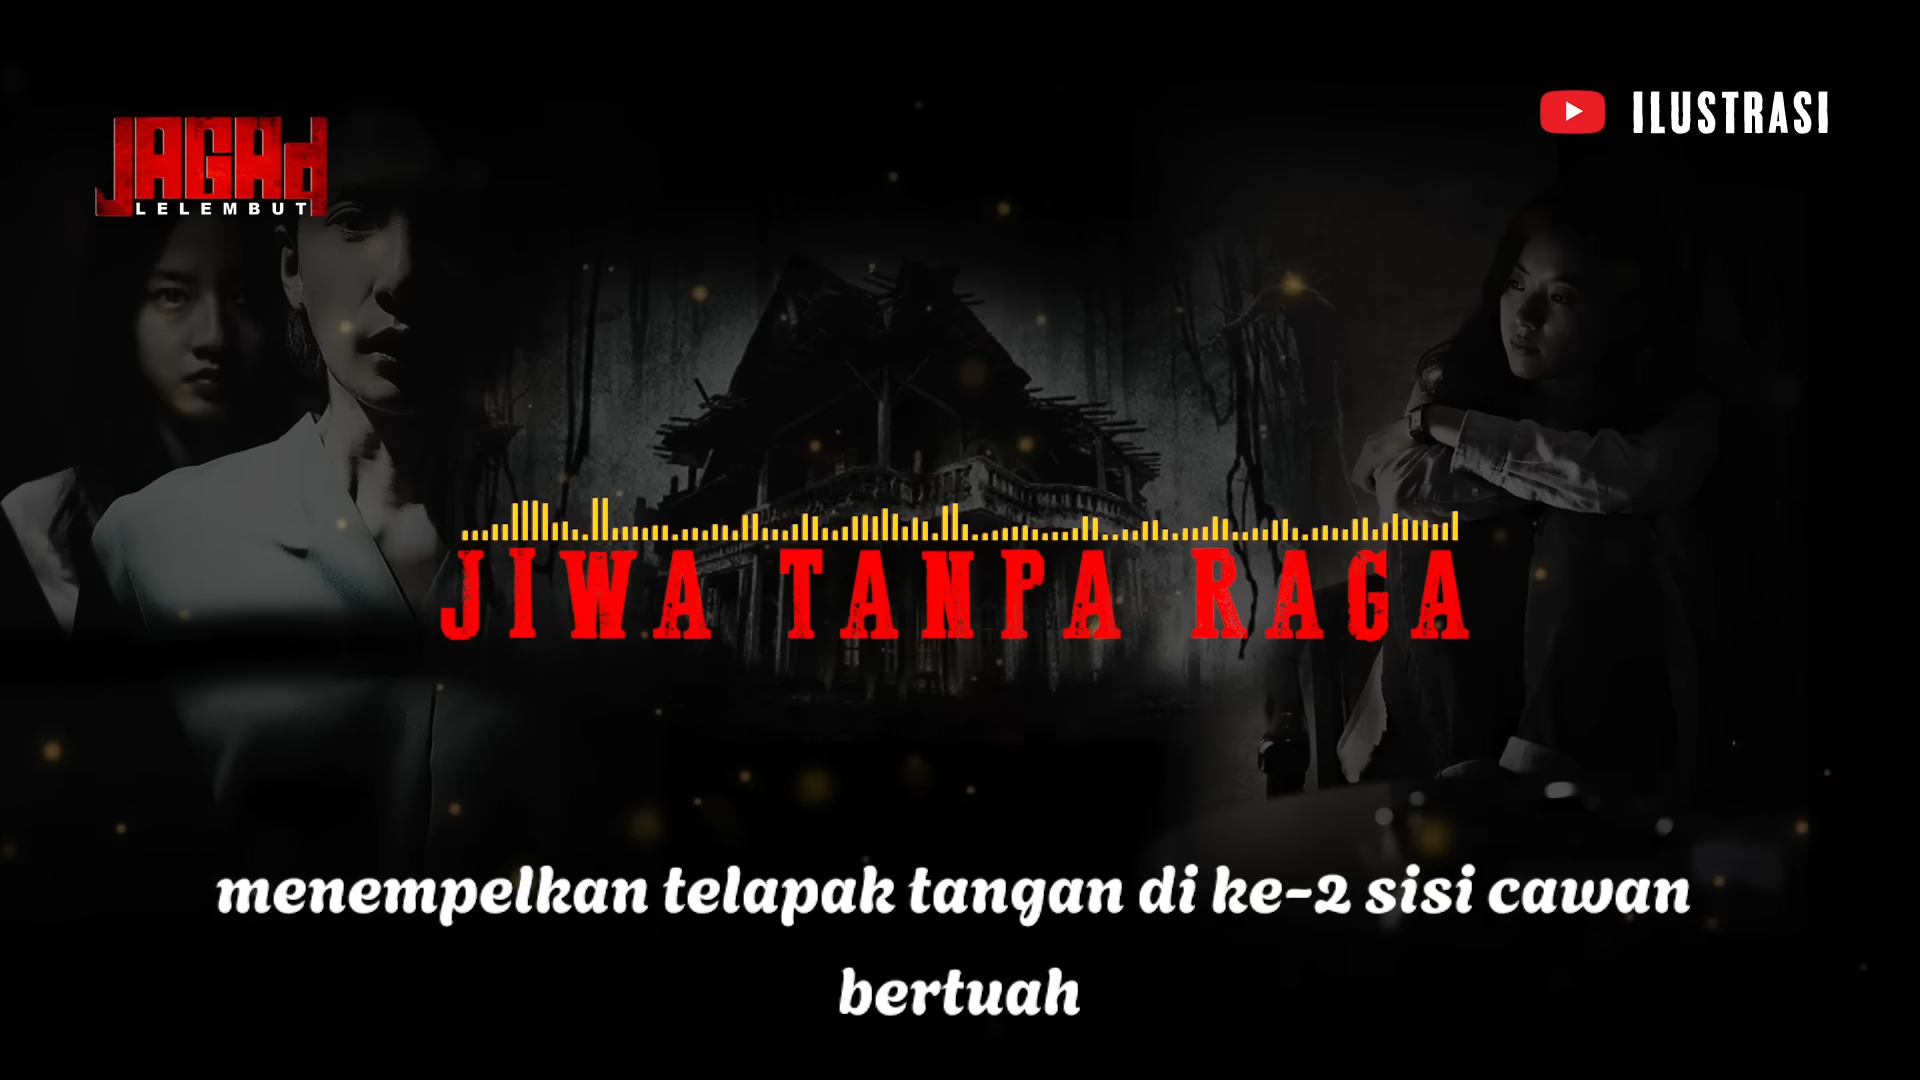 JAGAd
LELEMBUT
ILUSTRASI
JIWA TANPA RAGA
menempelkan telapak tangan di ke-2 sisi cawan
bertuah